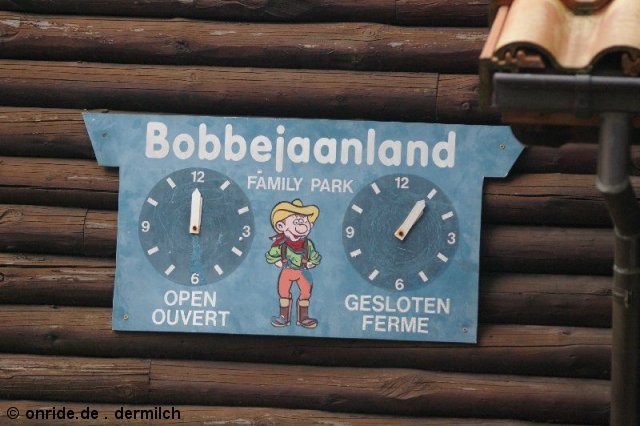 Bobbejaanland
FAMILY PARK
12
9 3
6
12
9 3
6
OPEN
OUVERT
GESLOTEN
FERME
© onride.de . dermilch